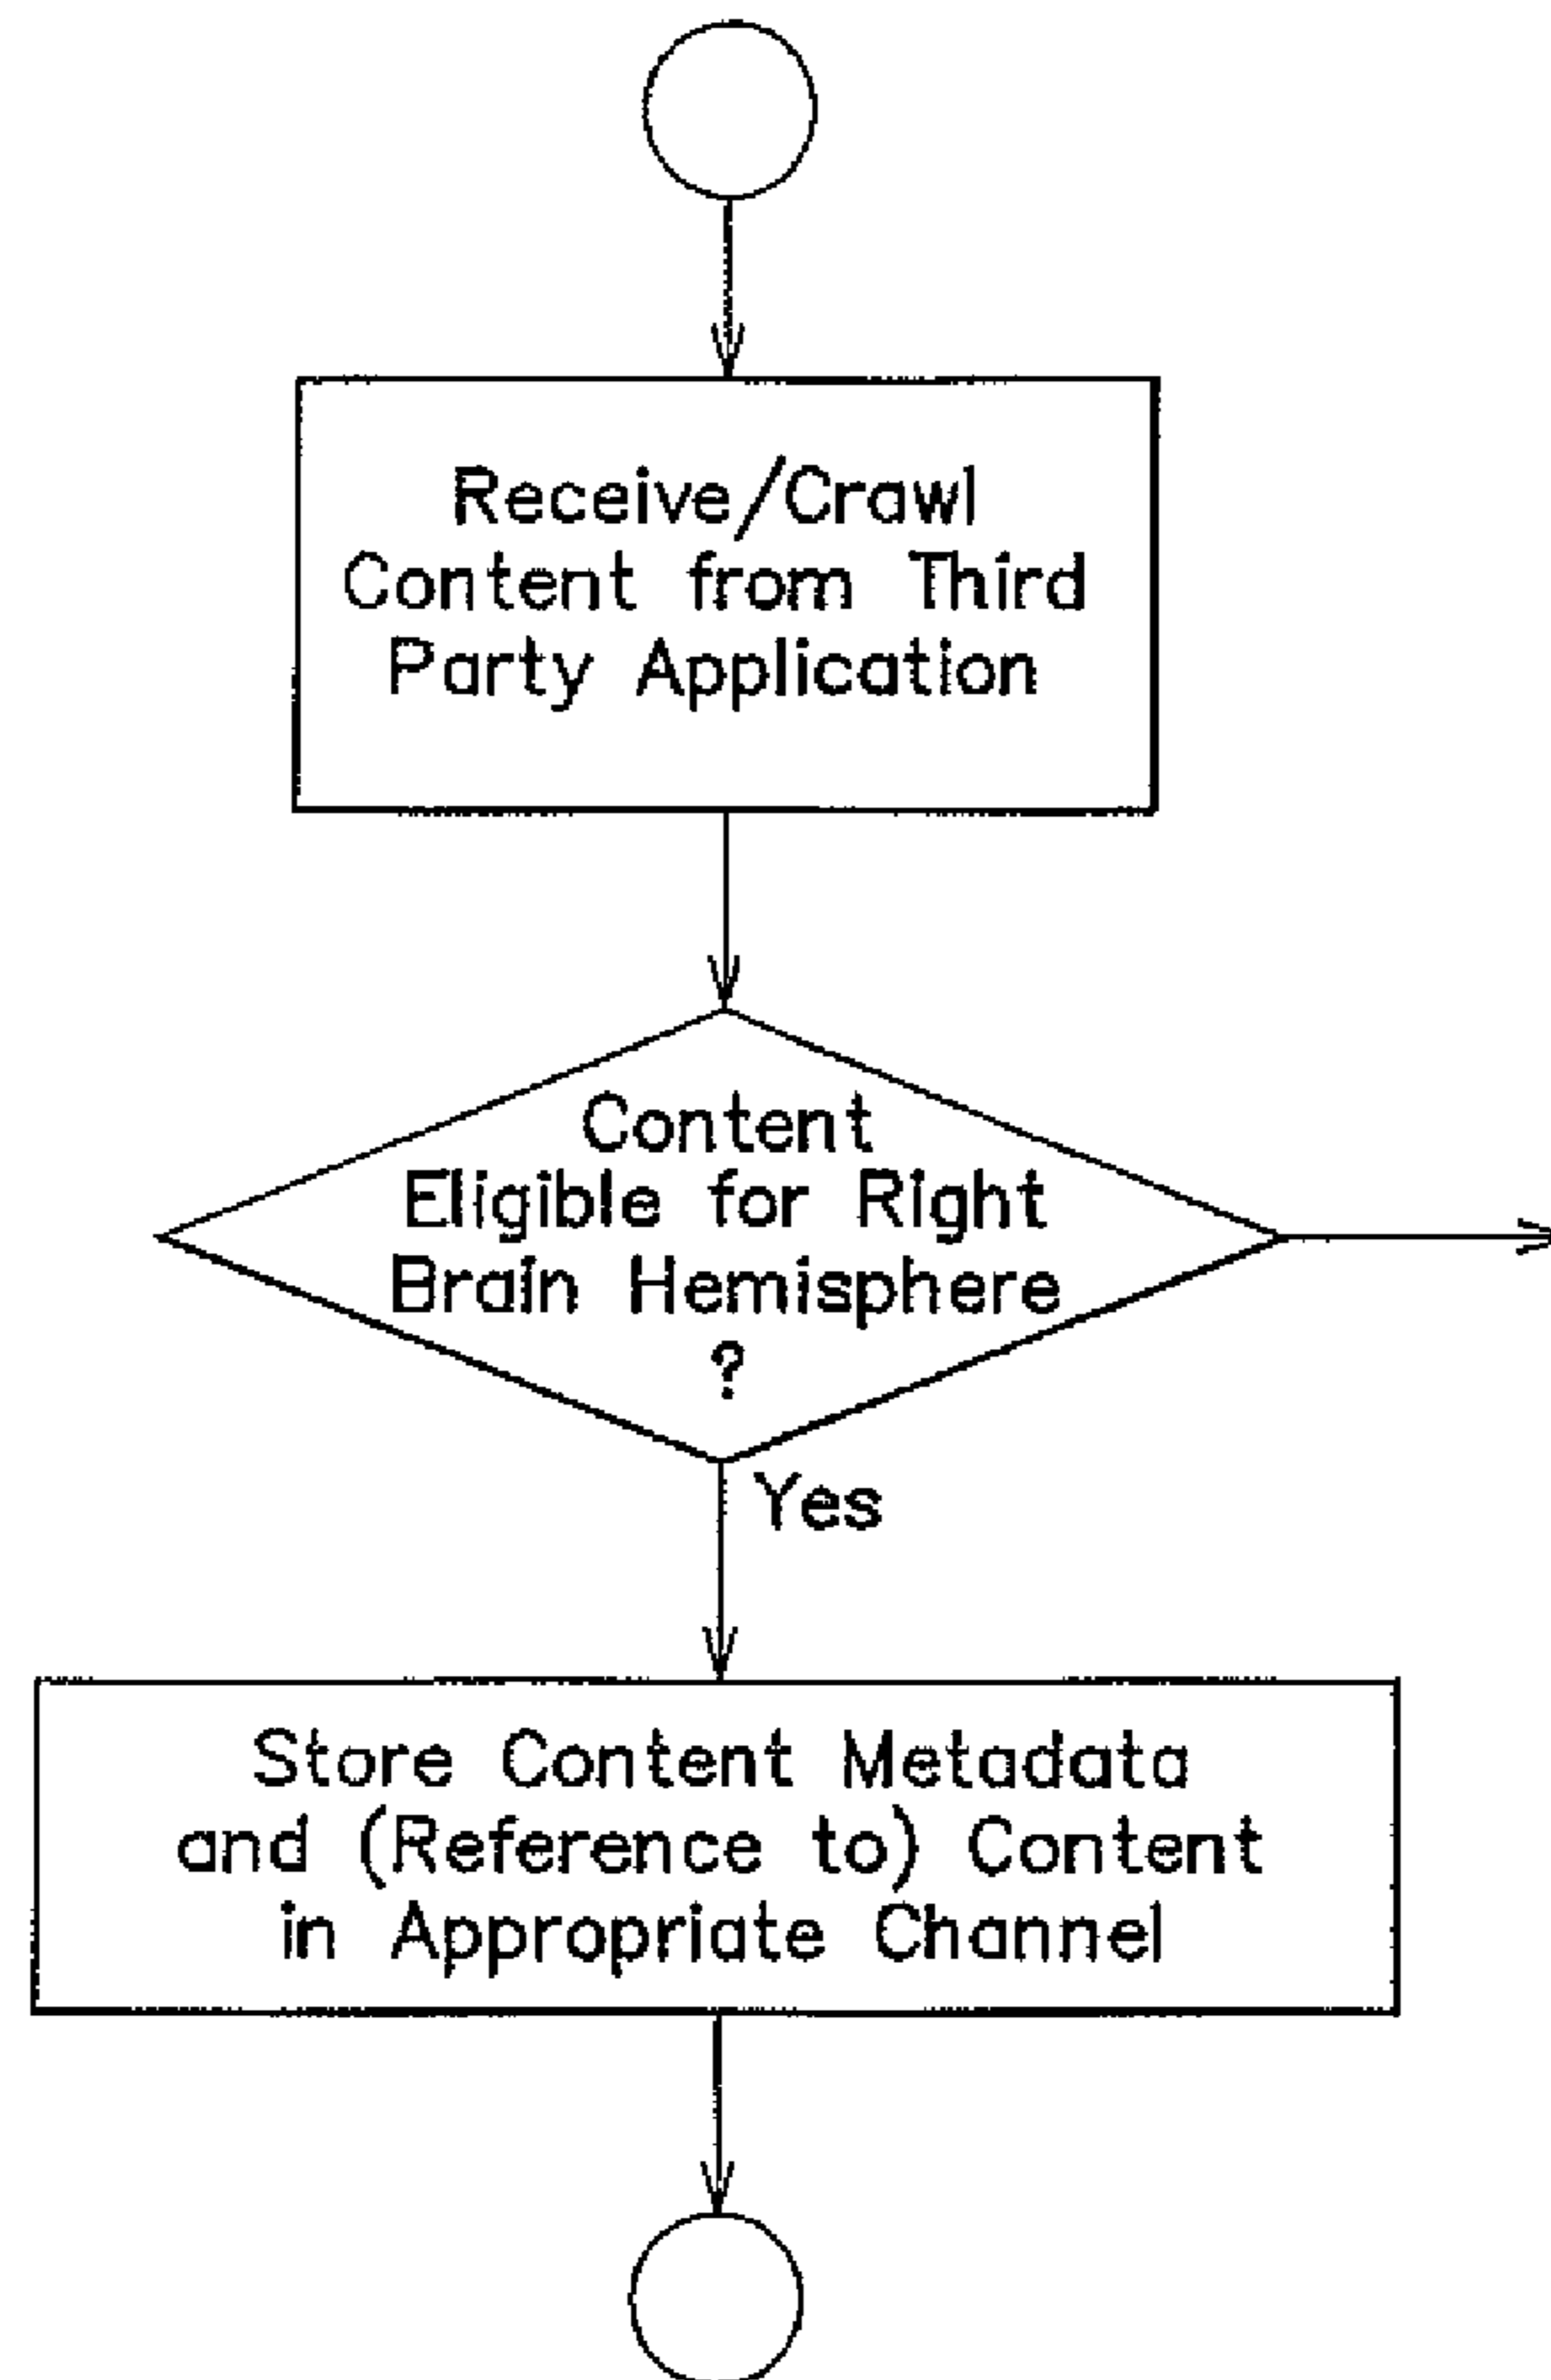 Receive/Crawl
Content from Third
Party Application
Content
Eligible for Right
Brain Hemisphere
?
Yes
Store Content Metadata
and (Reference to) Content
in Appropriate Channel